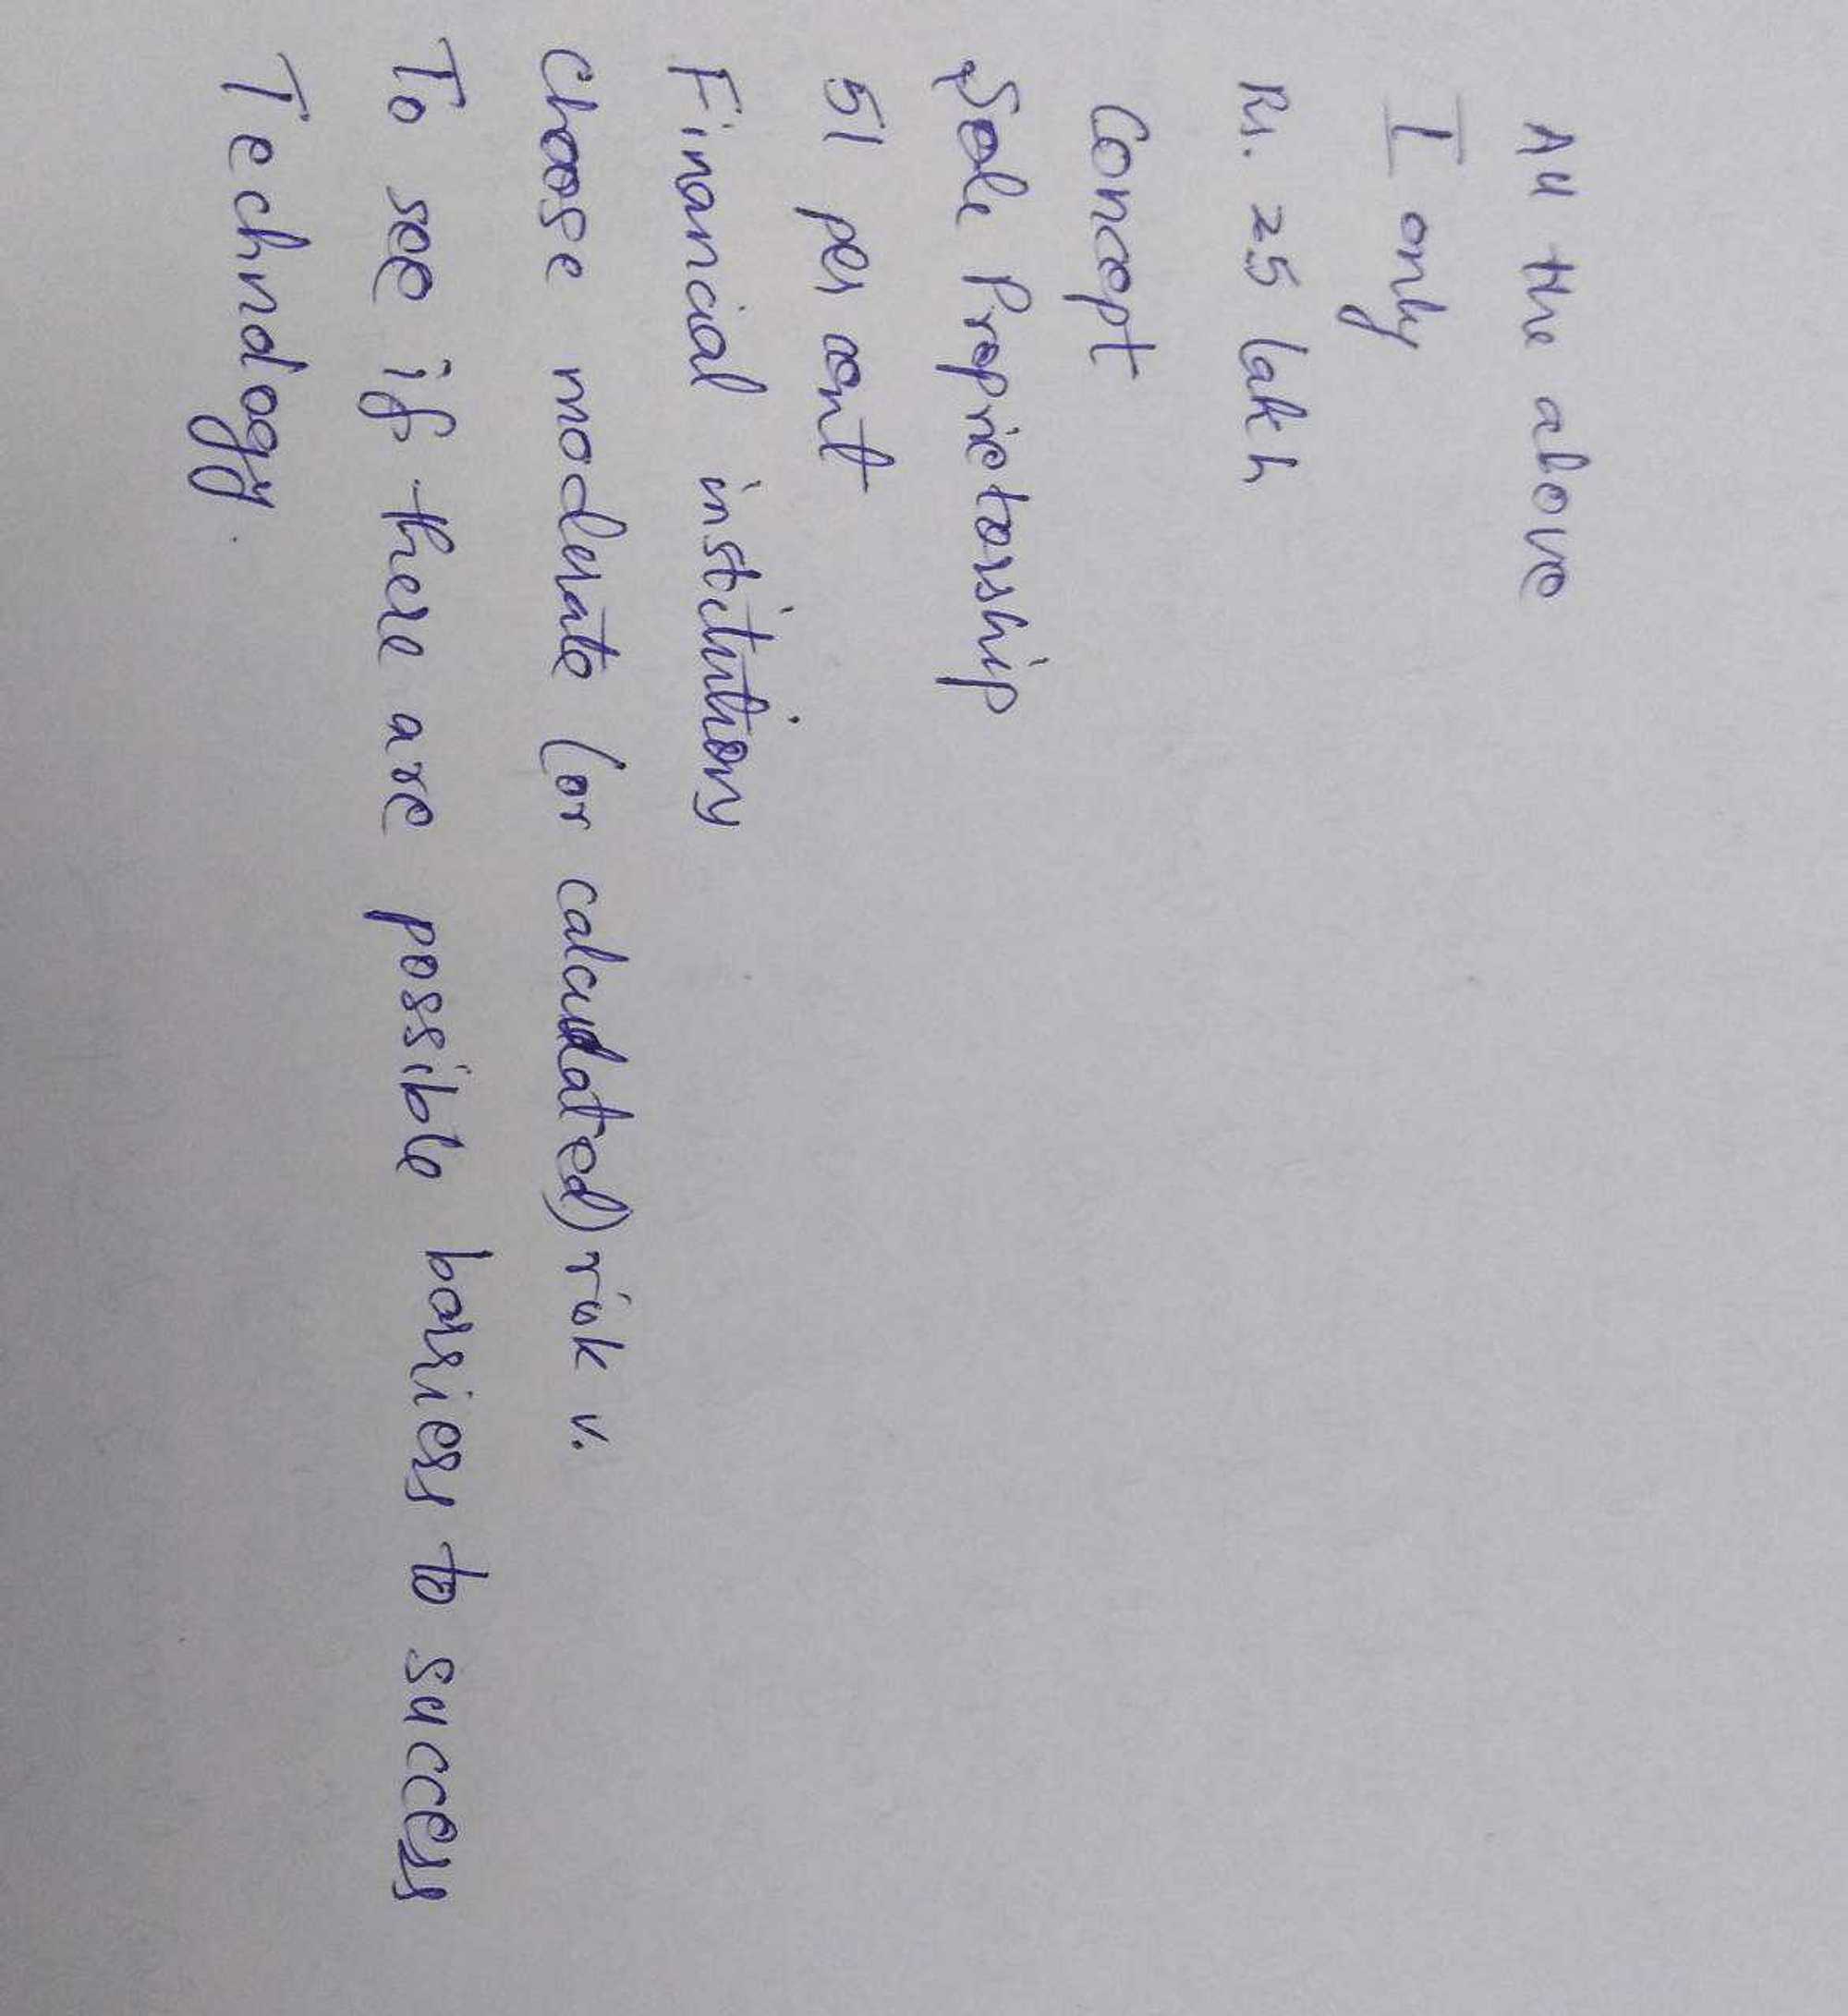 All the above
I only
Rs. 25 lakh
Concept
Sole Proprietorship
51 per cent
Financial institutions
Choose moderate (or calculated) risk v.
To see if there are possible barries to success
Technology.